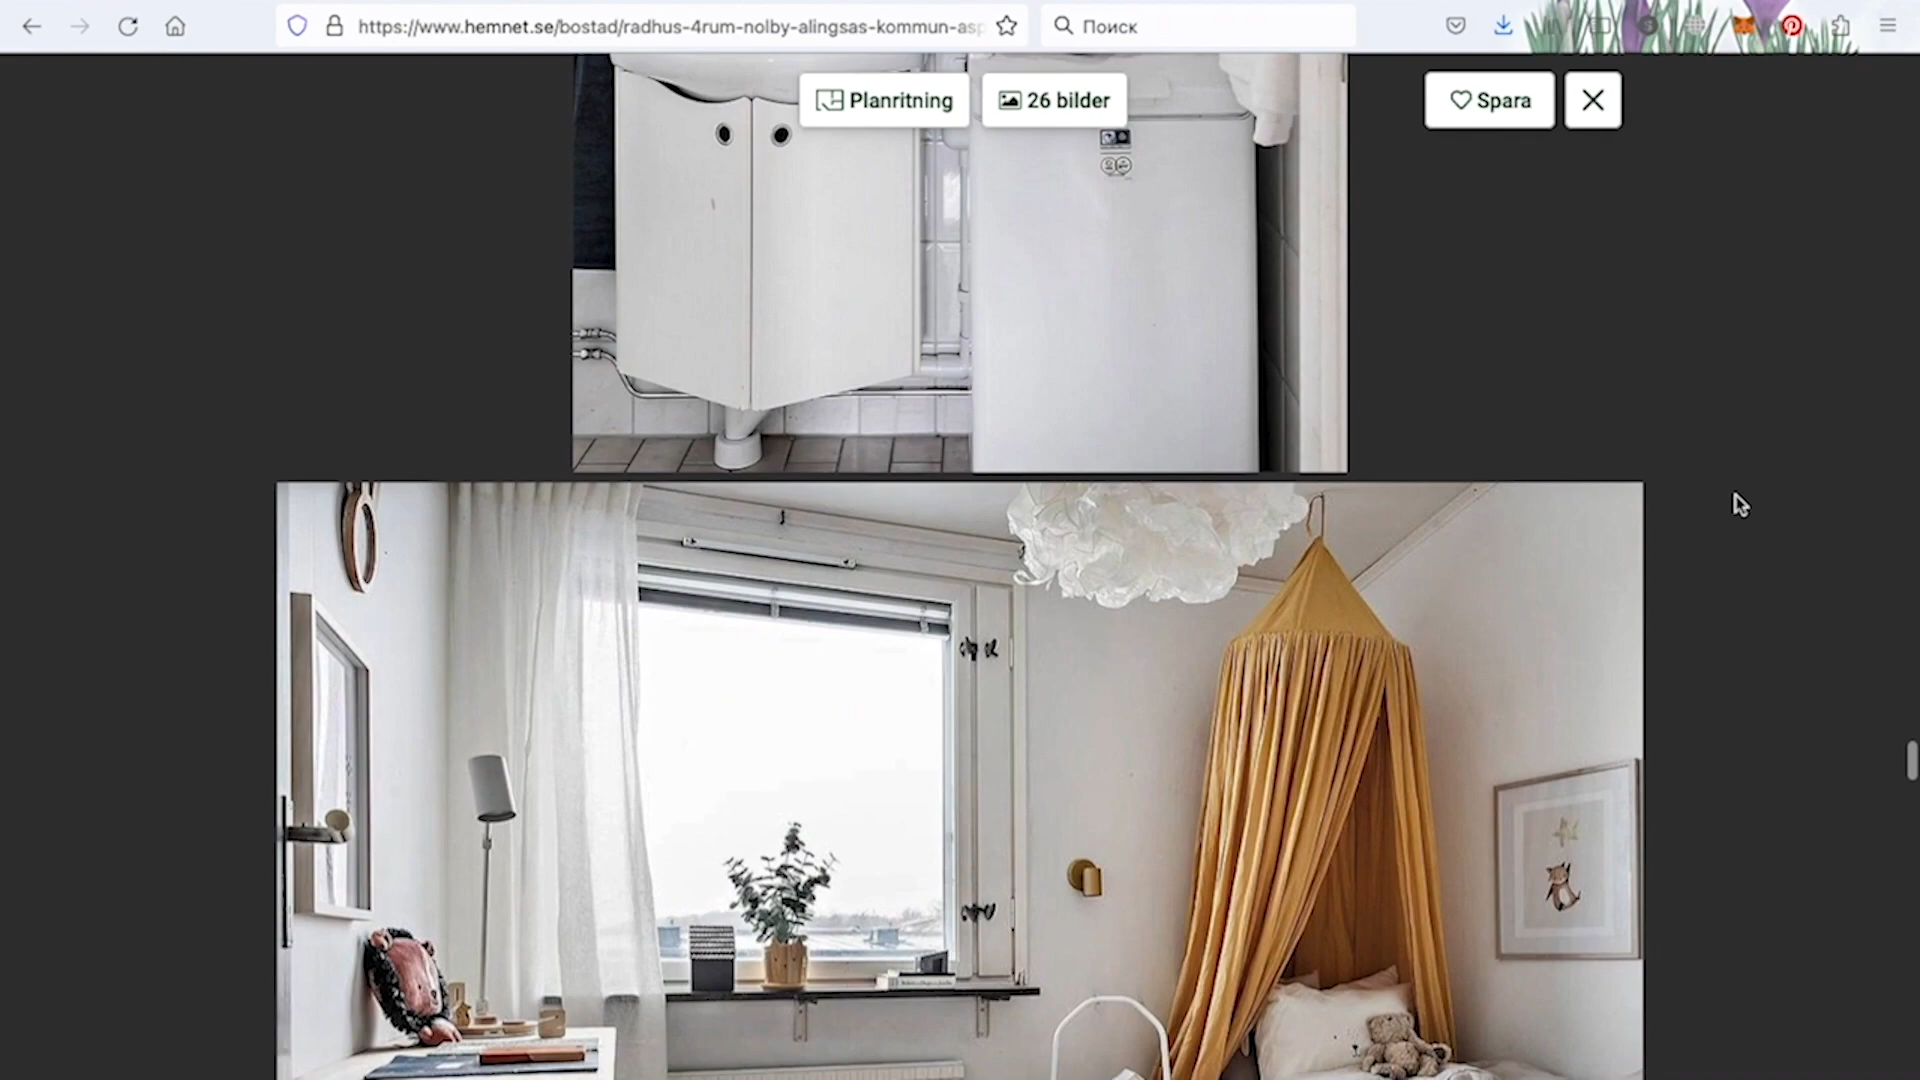 https://www.hemnet.se/bostad/radhus-4rum-nolby-alingsas-kommun-asp
Поиск
Planritning
26 bilder
Spara